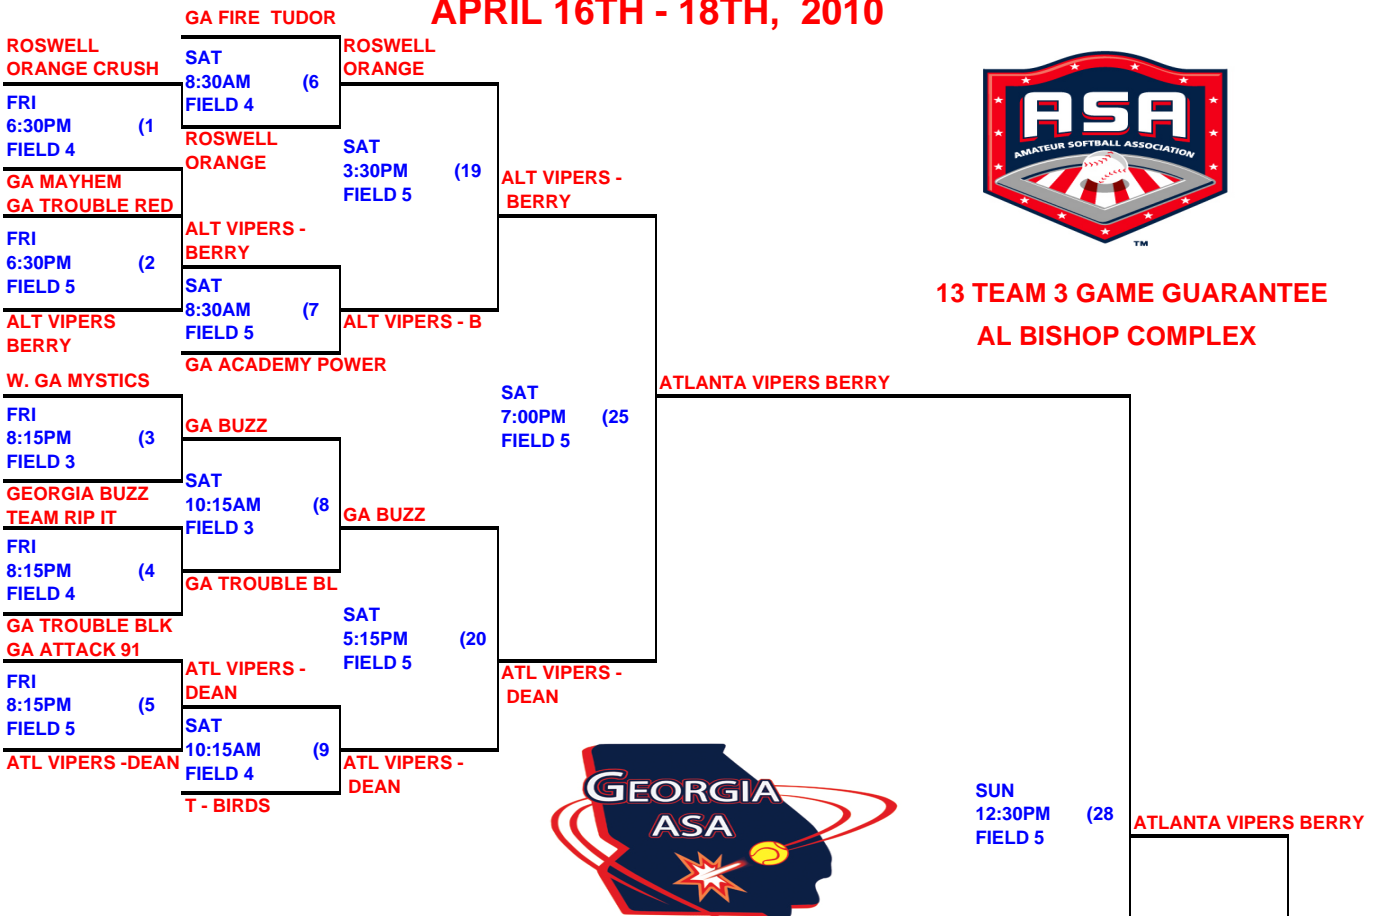 APRIL 16TH - 18TH, 2010
GA FIRE TUDOR
ROSWELL
ORANGE CRUSH
SAT
8:30AM (6
FIELD 4
ROSWELL
ORANGE
FRI
6:30PM (1
FIELD 4
ROSWELL
ORANGE
GA MAYHEM
GA TROUBLE RED
SAT
3:30PM (19
FIELD 5
ALT VIPERS -
BERRY
FRI
6:30PM (2
FIELD 5
ALT VIPERS -
BERRY
SAT
8:30AM (7
FIELD 5
ALT VIPERS
BERRY
ALT VIPERS - B
GA ACADEMY POWER
W. GA MYSTICS
FRI
8:15PM (3
FIELD 3
GA BUZZ
SAT
7:00PM (25
FIELD 5
ATLANTA VIPERS BERRY
GEORGIA BUZZ
TEAM RIP IT
SAT
10:15AM (8
FIELD 3
GA BUZZ
FRI
8:15PM (4
FIELD 4
GA TROUBLE BL
GA TROUBLE BLK
GA ATTACK 91
SAT
5:15PM (20
FIELD 5
ATL VIPERS -
DEAN
FRI
8:15PM (5
FIELD 5
ATL VIPERS -
DEAN
SAT
10:15AM (9
FIELD 4
ATL VIPERS -DEAN
ATL VIPERS -
DEAN
T - BIRDS
ASA
AMATEUR SOFTBALL ASSOCIATION
TM
13 TEAM 3 GAME GUARANTEE
AL BISHOP COMPLEX
GEORGIA
ASA
SUN
12:30PM (28
FIELD 5
ATLANTA VIPERS BERRY